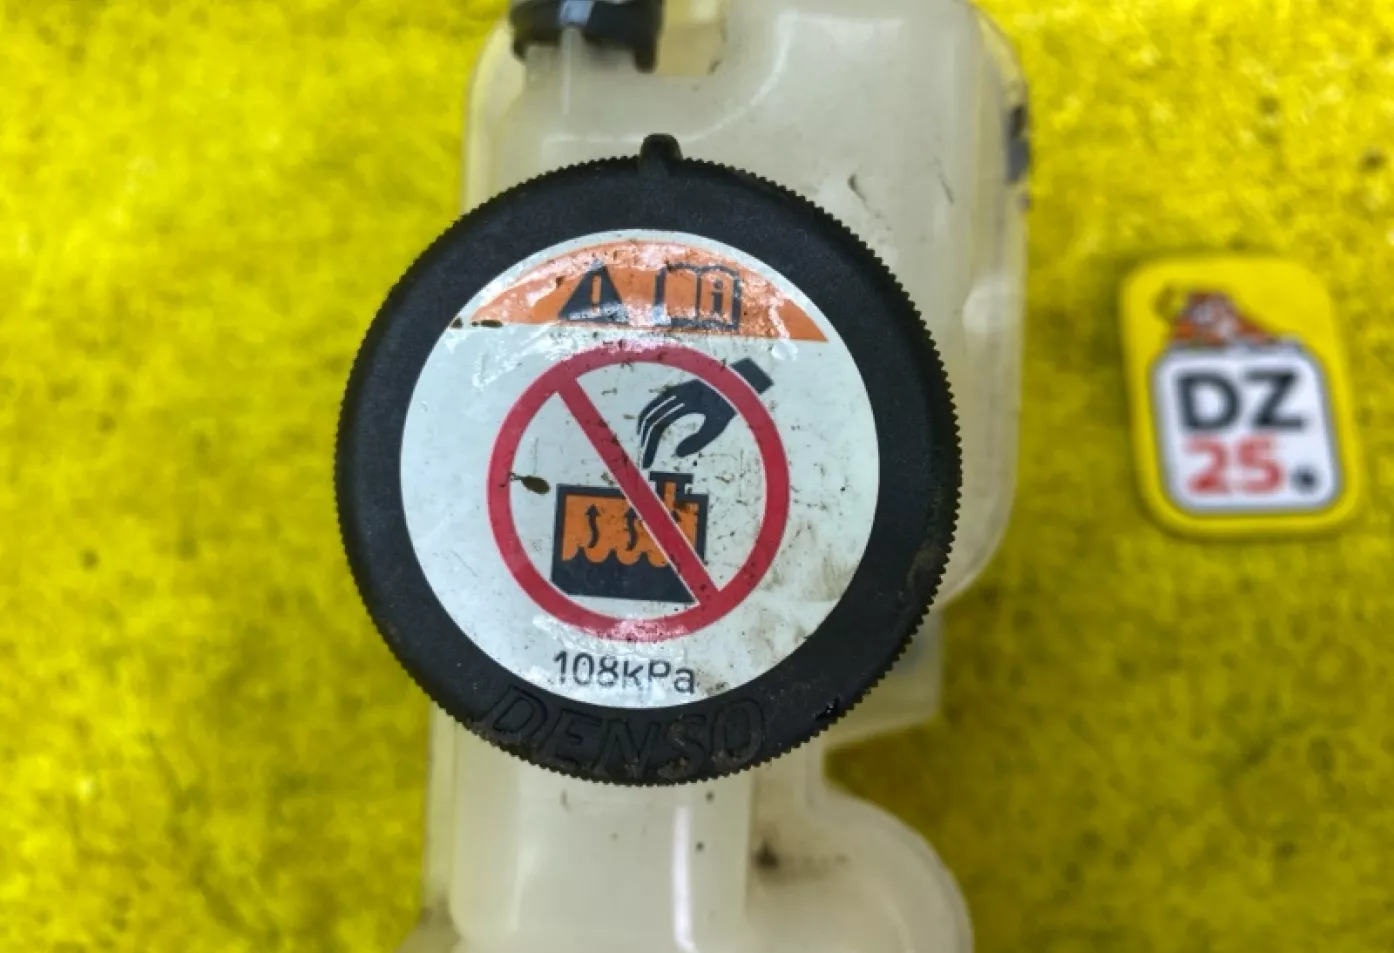 108kPa
DENSO
DZ
25.